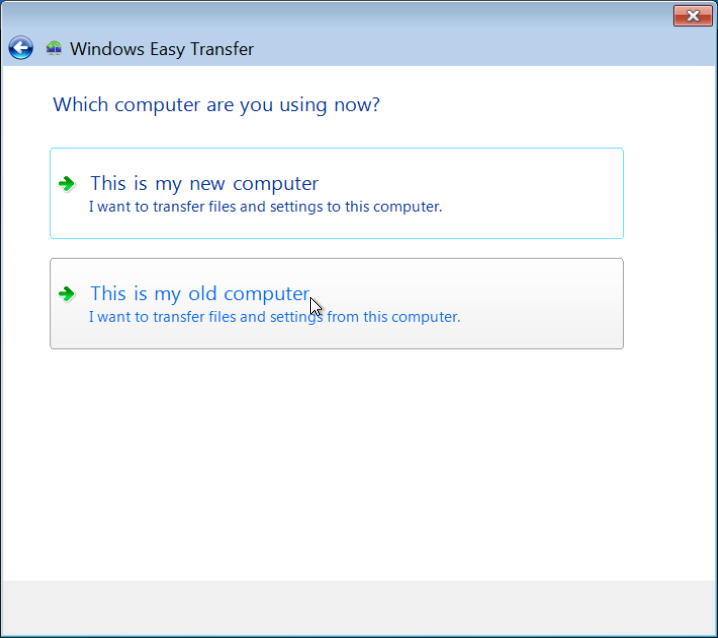 Windows Easy Transfer
Which computer are you using now?
This is my new computer
I want to transfer files and settings to this computer.
This is my old computer
I want to transfer files and settings from this computer.